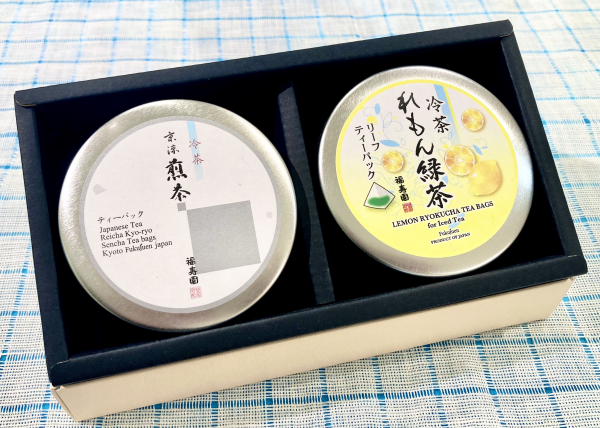 冷茶
京涼
煎茶
ティーバック
Japanese Tea
Reicha Kyo-ryo
Sencha Tea bags
Kyoto Fukujuen japan
福寿園
冷茶
れもん緑茶
リーフ
ティーパック
福寿園
LEMON RYOKUCHA TEA BAGS
for Iced Tea
Fukujuen
PRODUCT OF JAPAN